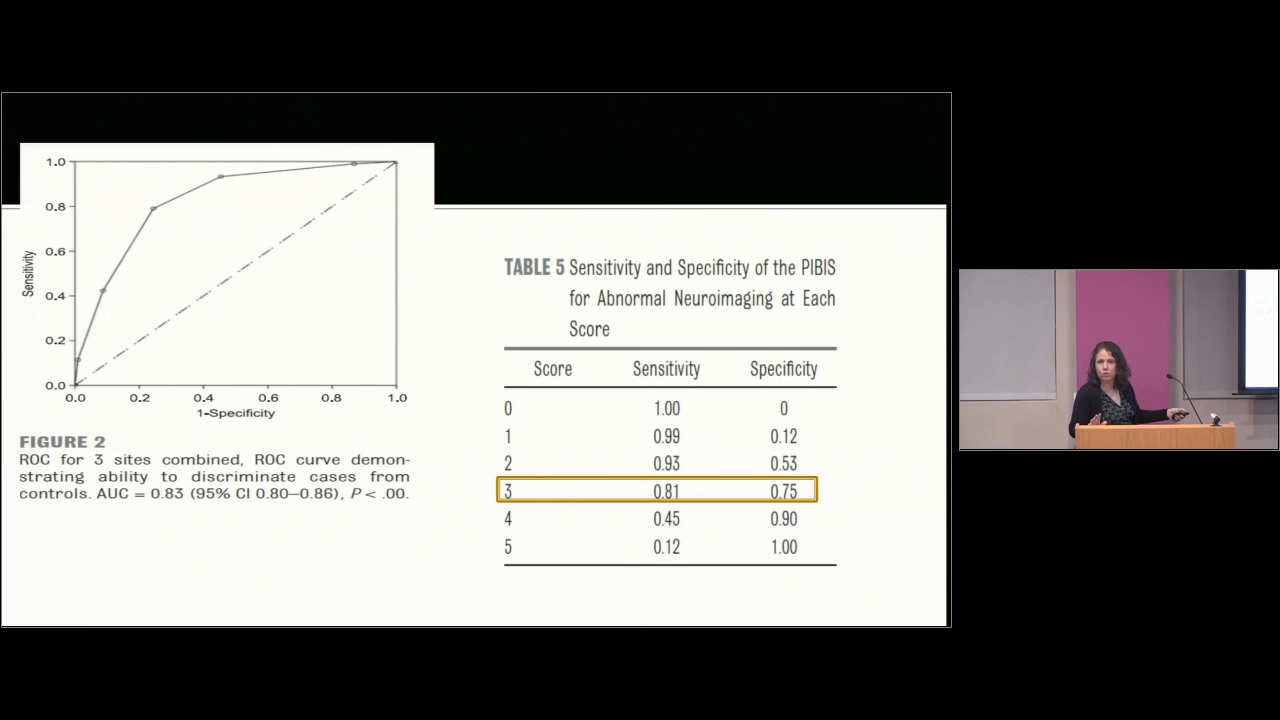 1.0
0.8
0.6
0.4
0.2
0.0
Sensitivity
0.0 0.2 0.4 0.6 0.8 1.0
1-Specificity
FIGURE 2
ROC for 3 sites combined, ROC curve demon-
strating ability to discriminate cases from
controls. AUC = 0.83 (95% CI 0.80–0.86), P < .00.
TABLE 5 Sensitivity and Specificity of the PIBIS
for Abnormal Neuroimaging at Each
Score
Score Sensitivity Specificity
0 1.00 0
1 0.99 0.12
2 0.93 0.53
3 0.81 0.75
4 0.45 0.90
5 0.12 1.00